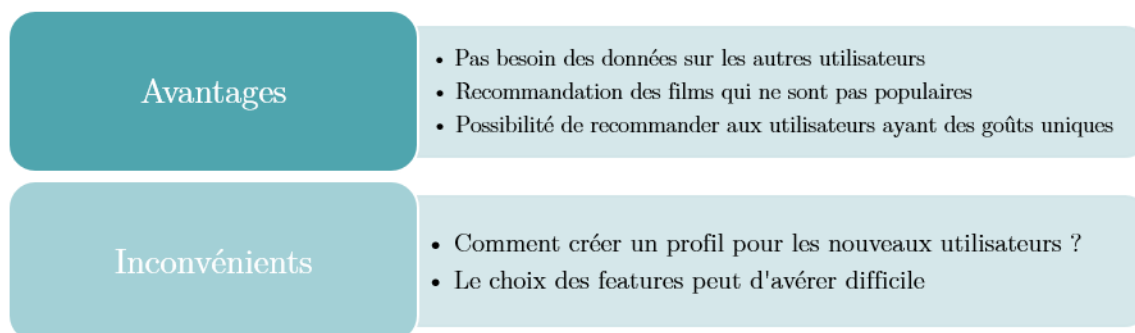 Avantages
• Pas besoin des données sur les autres utilisateurs
• Recommandation des films qui ne sont pas populaires
• Possibilité de recommander aux utilisateurs ayant des goûts uniques
Inconvénients
• Comment créer un profil pour les nouveaux utilisateurs ?
• Le choix des features peut d'avérer difficile